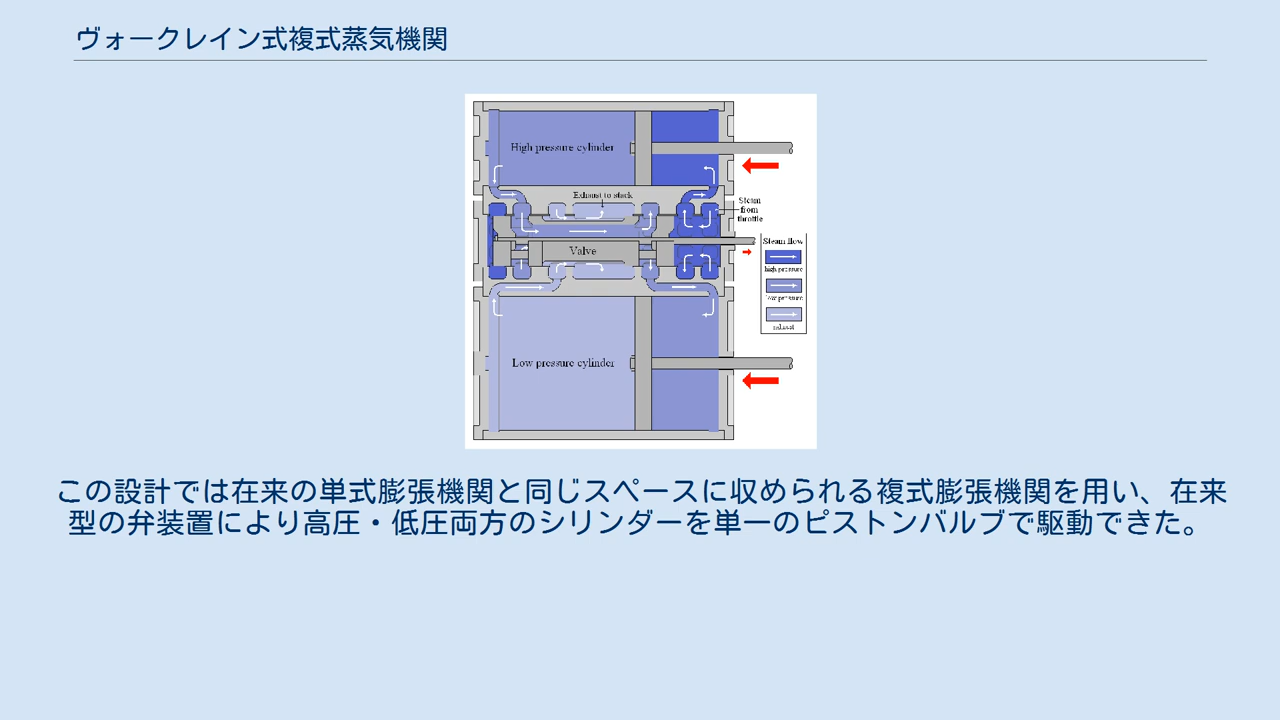 ヴォークレイン式複式蒸気機関
High pressure cylinder
Exhaust to stack
Steam
from
throttle
Valve
Steam flow
high pressure
low pressure
exhaust
Low pressure cylinder
この設計では在来の単式膨張機関と同じスペースに収められる複式膨張機関を用い、在来
型の弁装置により高圧・低圧両方のシリンダーを単一のピストンバルブで駆動できた。